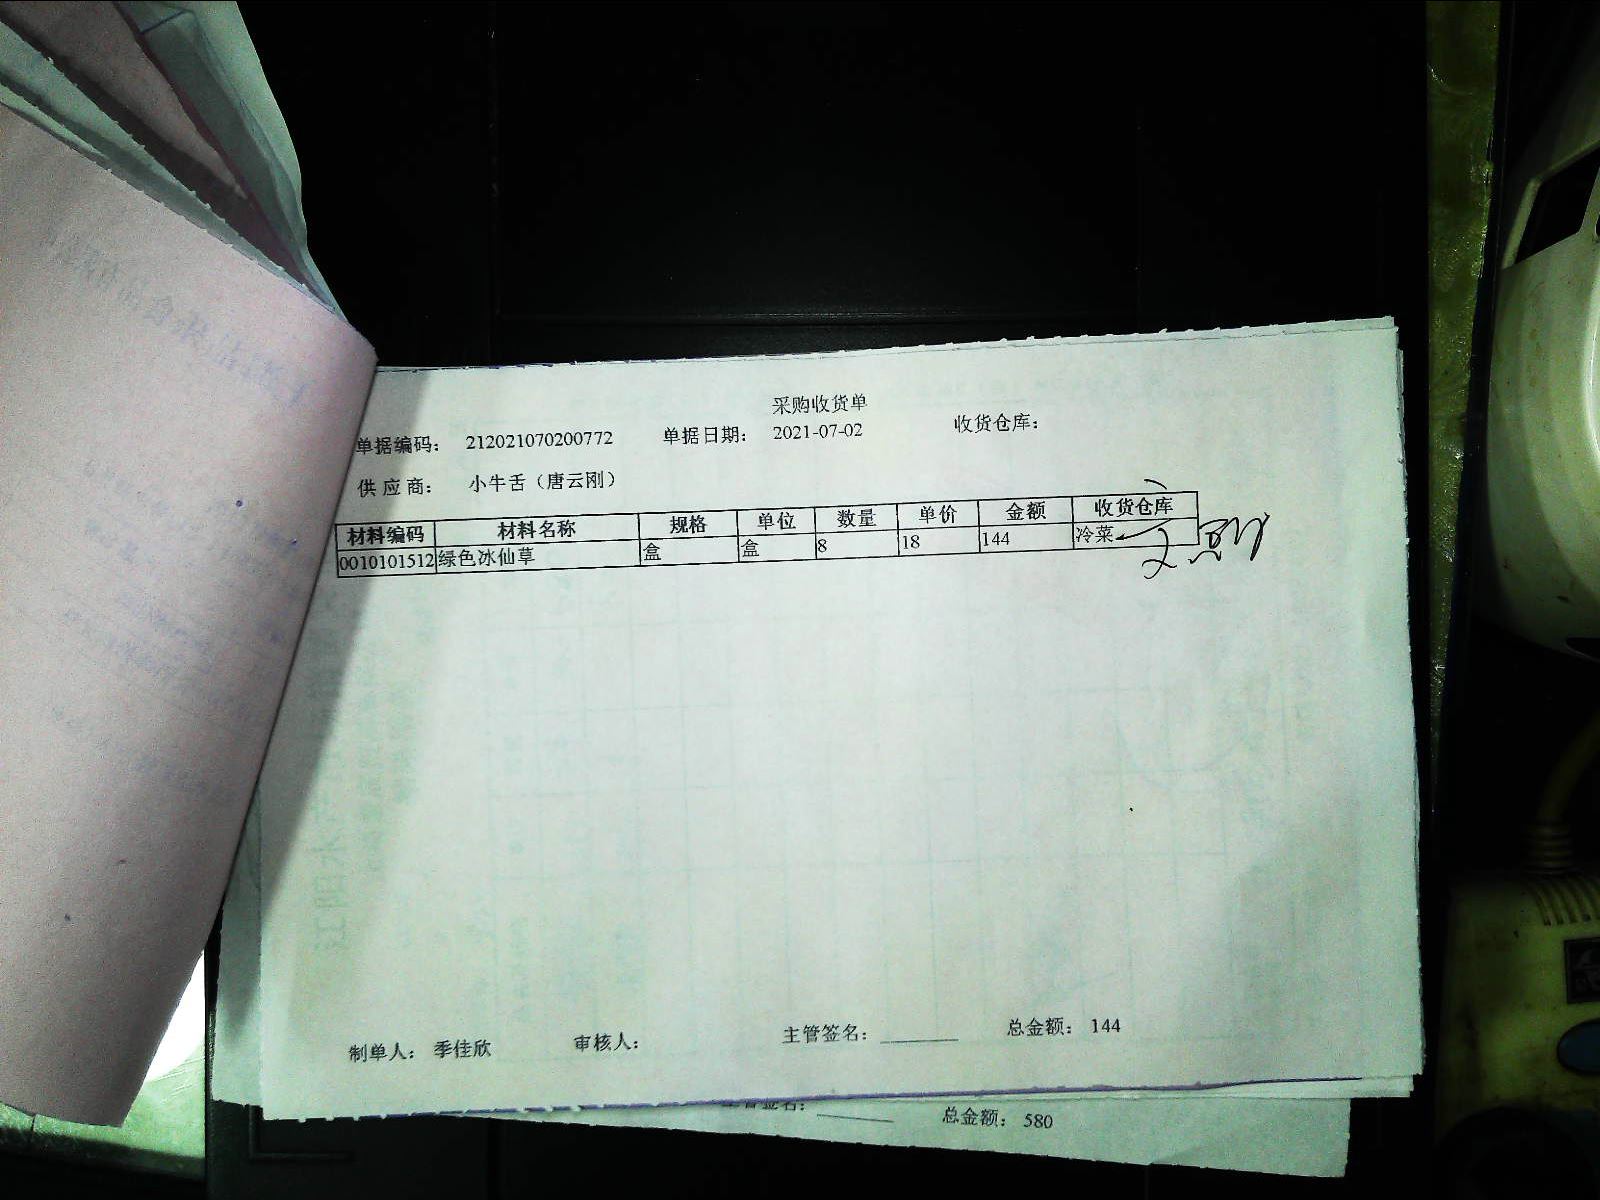 采购收货单
单据编码： 212021070200772 单据日期： 2021-07-02 收货仓库：
供应商： 小牛舌（唐云刚）
材料编码 材料名称 规格 单位 数量 单价 金额 收货仓库
0010101512 绿色冰仙草 盒 盒 8 18 144 冷菜
制单人： 季佳欣 审核人： 主管签名： 总金额： 144
总金额： 580